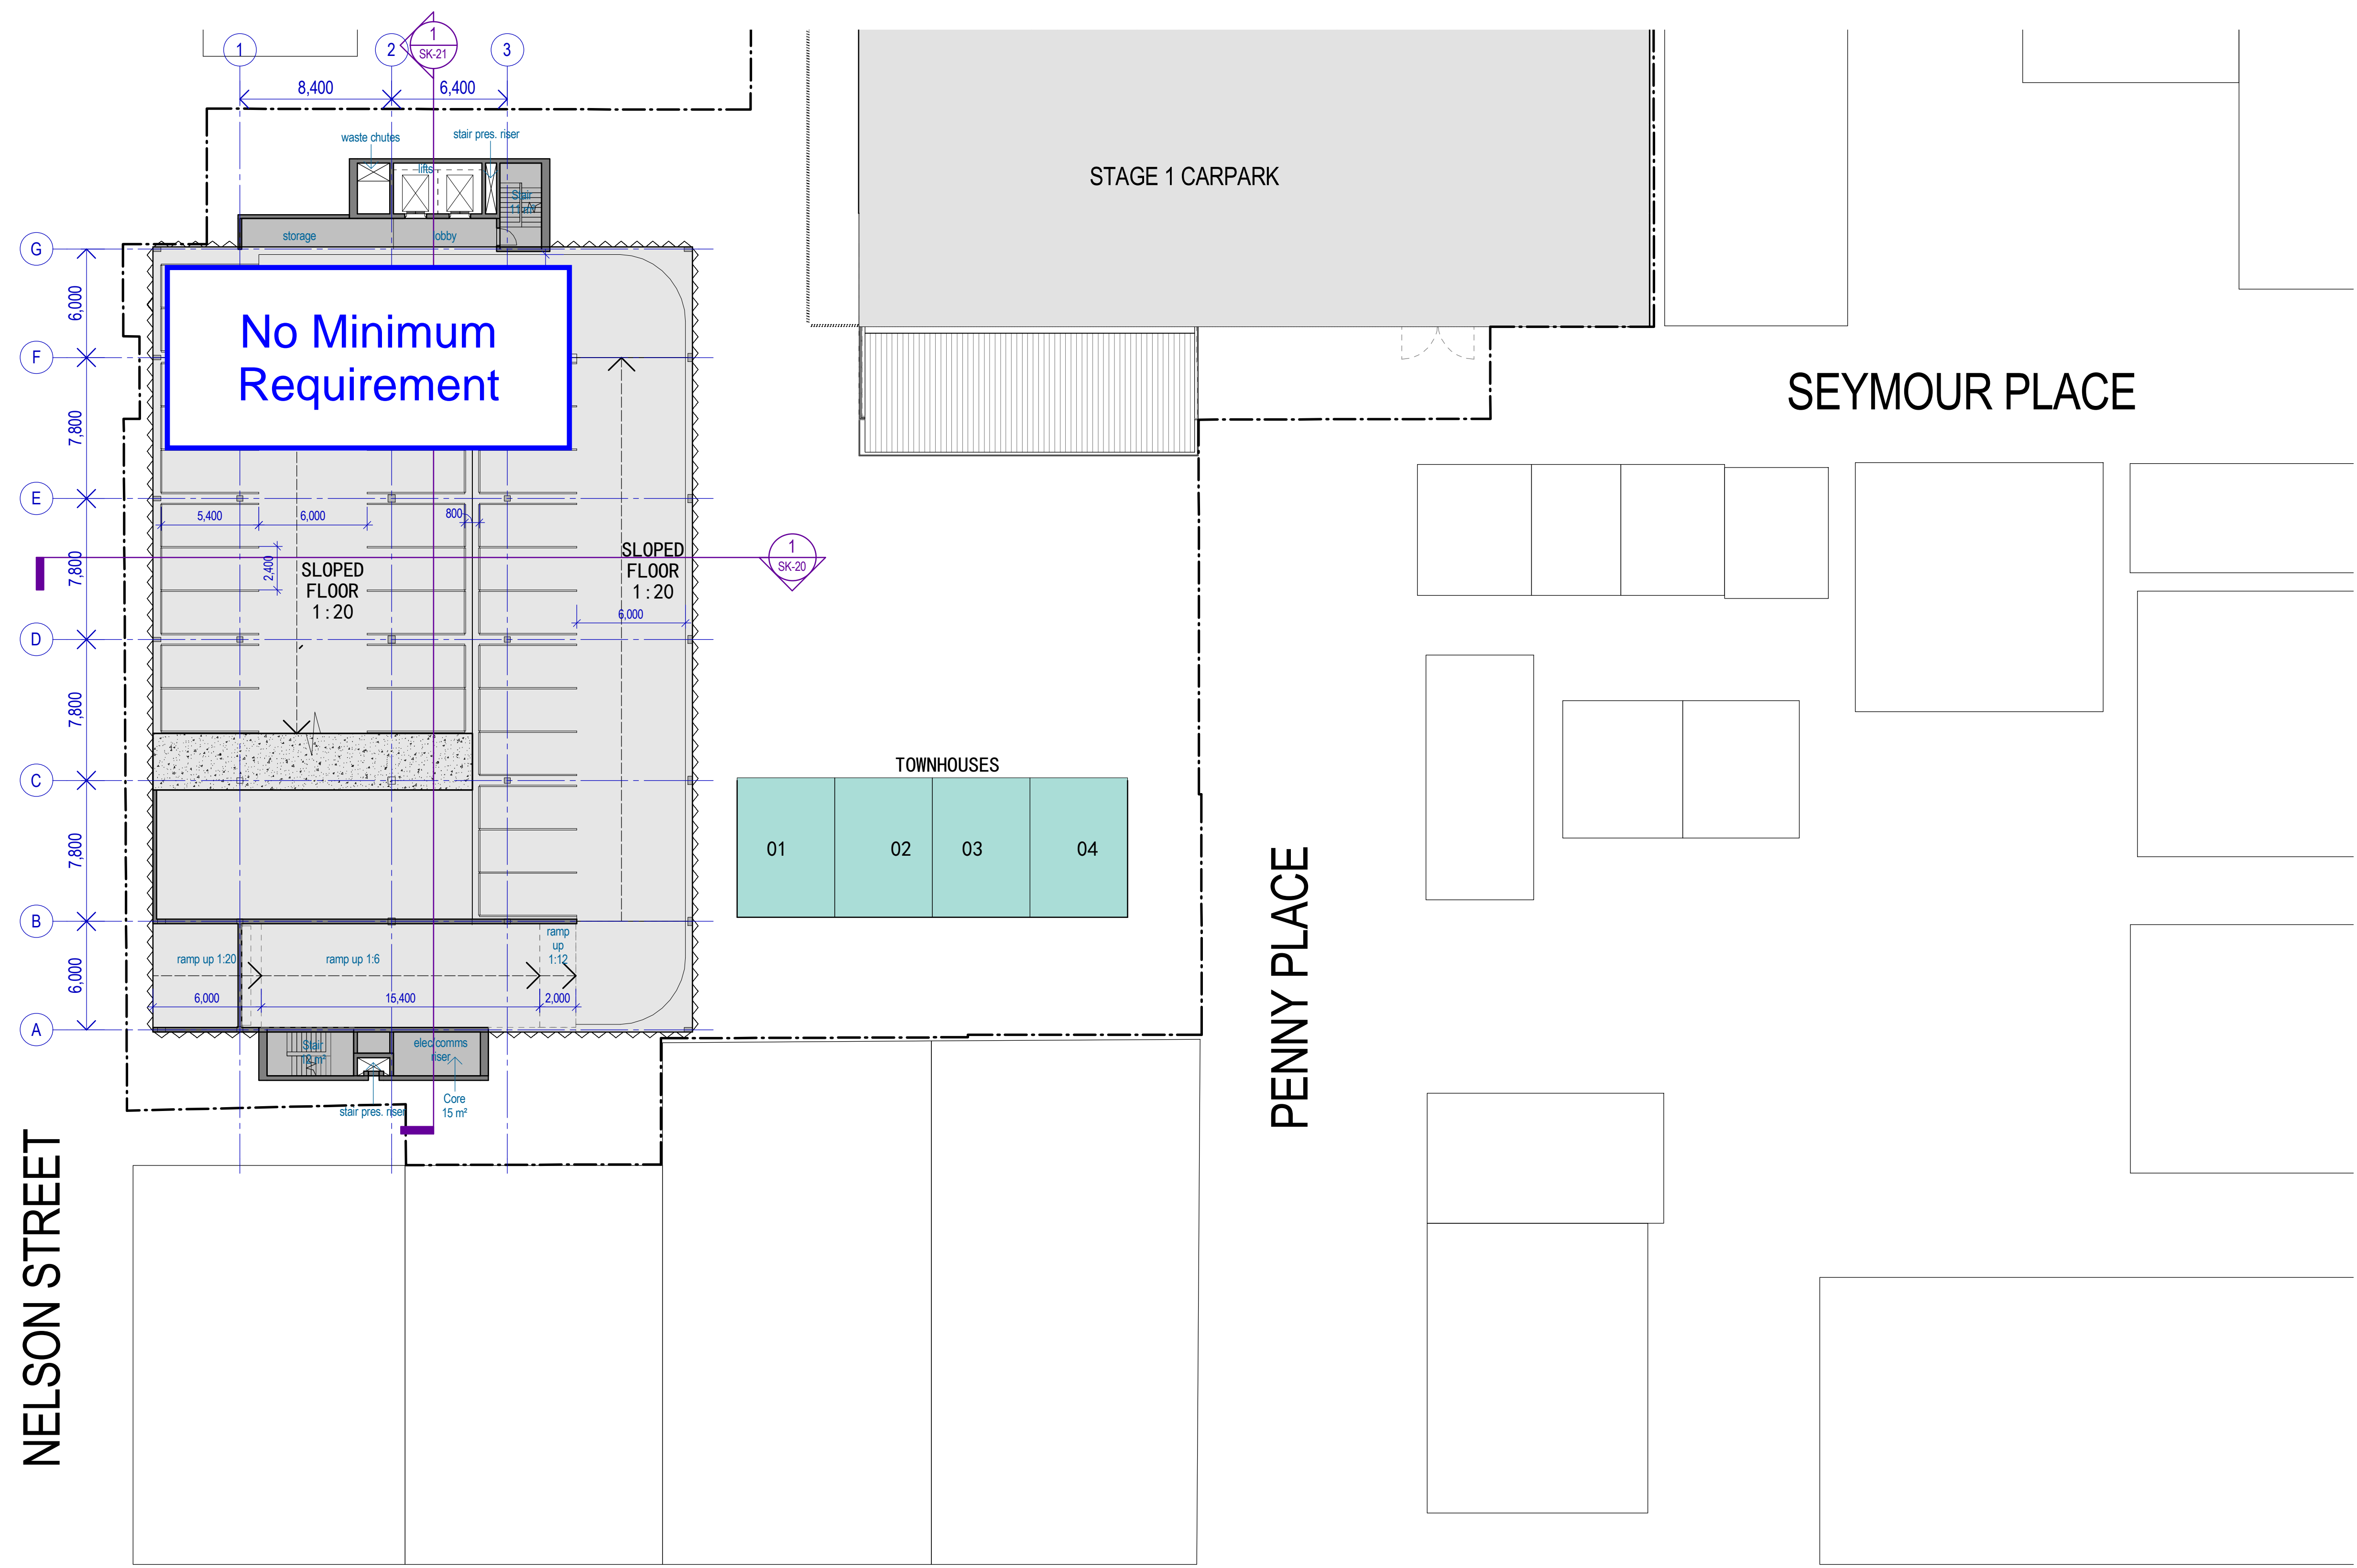 1
2
3
1
SK-21
8,400
6,400
waste chutes
stair pres. riser
lifts
Stair
storage
lobby
STAGE 1 CARPARK
G
F
E
D
C
B
A
6,000
7,800
7,800
7,800
7,800
6,000
No Minimum
Requirement
SEYMOUR PLACE
5,400
6,000
800
2,400
SLOPED
FLOOR
1:20
SLOPED
FLOOR
1:20
6,000
1
SK-20
TOWNHOUSES
01
02
03
04
PENNY PLACE
ramp up 1:20
ramp up 1:6
ramp
up
1:12
6,000
15,400
2,000
Stair
elec comms
riser
stair pres. riser
Core
15 m²
NELSON STREET